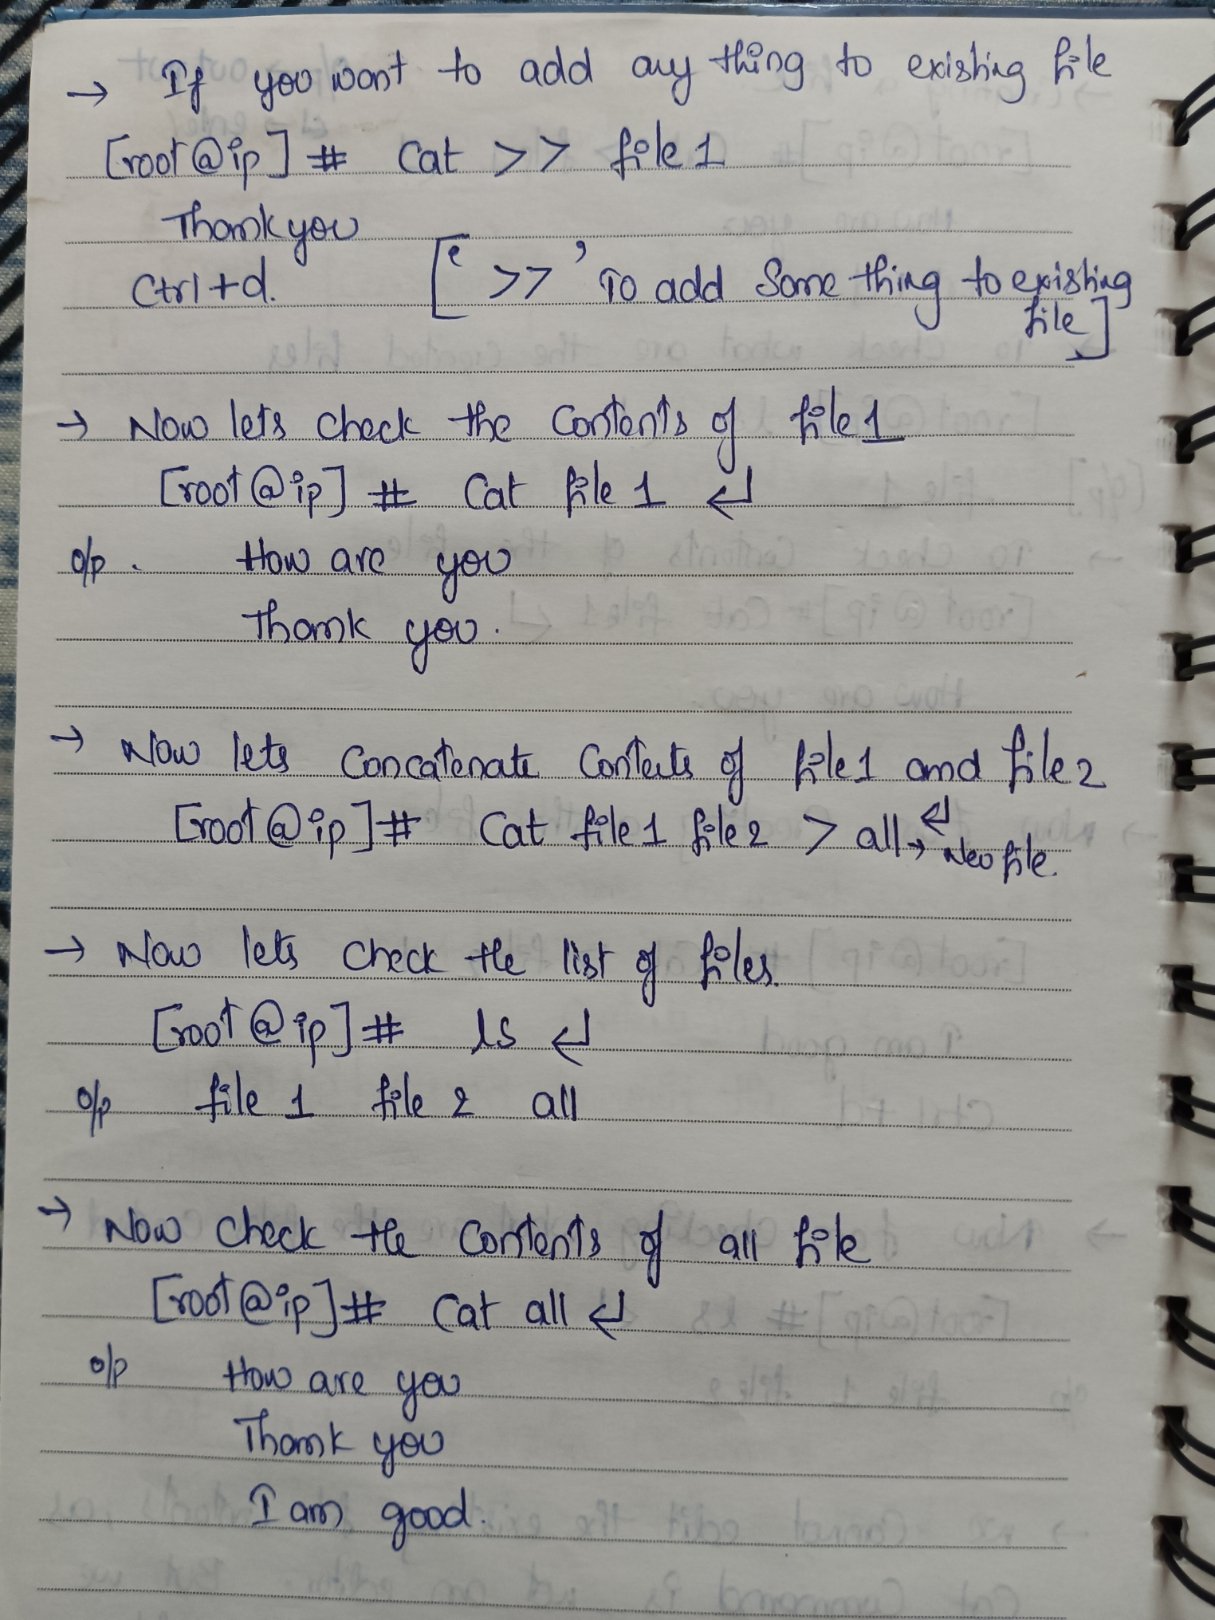 → If you want to add any thing to existing file
[root@ip] # Cat >> file 1
Thank you
Ctrl+d.
[‘>>’ To add Some thing to existing
file]
→ Now lets check the Contents of file 1
[root@ip] # Cat file 1 ↵
o/p. How are you
Thank you.
→ Now lets Concatenate Contents of file1 and file2
[root@ip]# Cat file 1 file 2 > all ↵
→ New file.
→ Now lets check the list of files.
[root@ip]# ls ↵
o/p file 1 file 2 all
→ Now check the Contents of all file
[root@ip]# Cat all ↵
o/p How are you
Thank you
I am good.